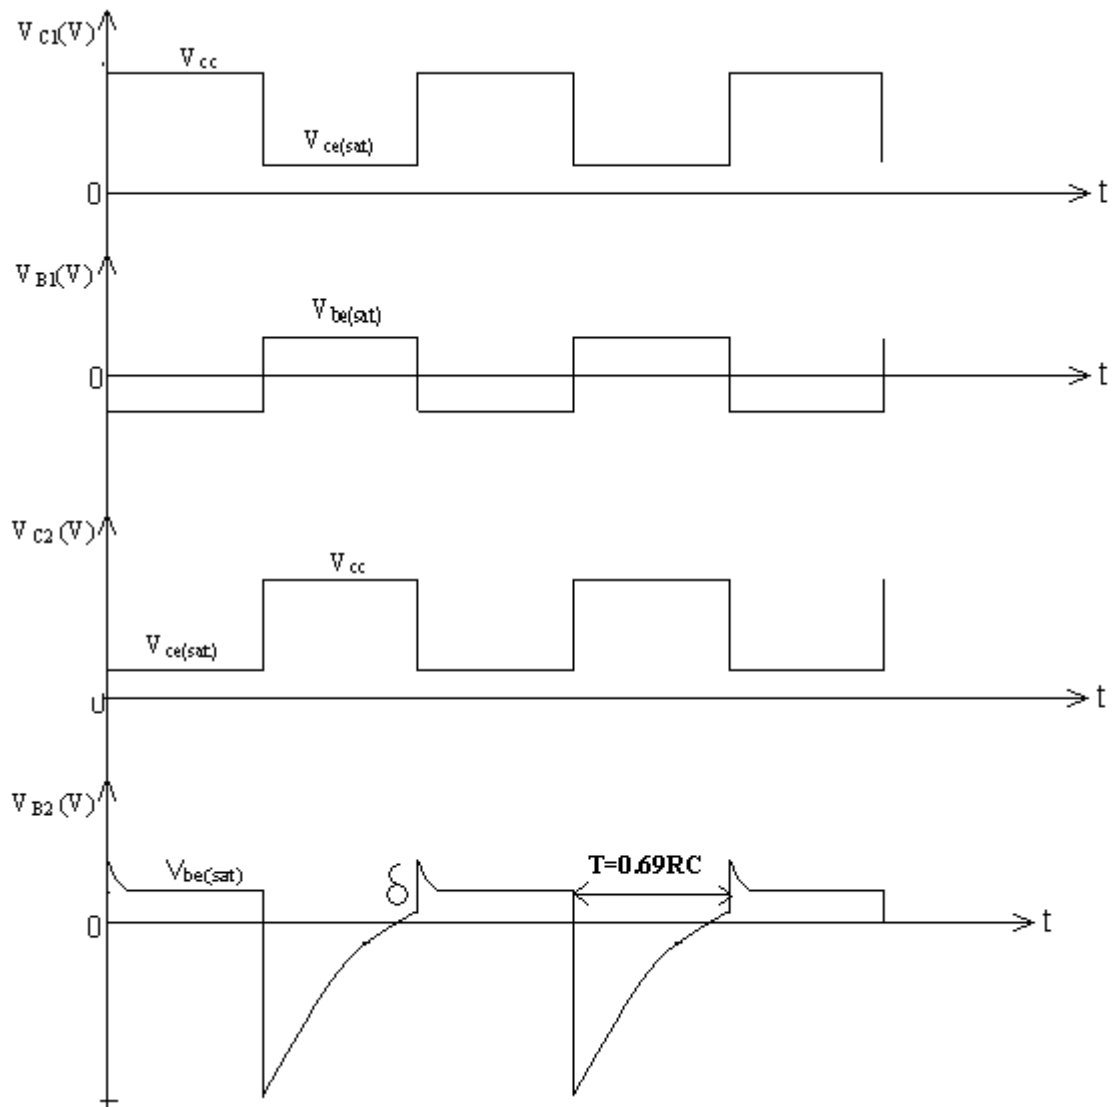 V C1(V)
V cc
V ce(sat)
0
t
V B1(V)
V be(sat)
0
t
V C2 (V)
V cc
V ce(sat)
0
t
V B2 (V)
V be(sat)
δ
T=0.69RC
0
t